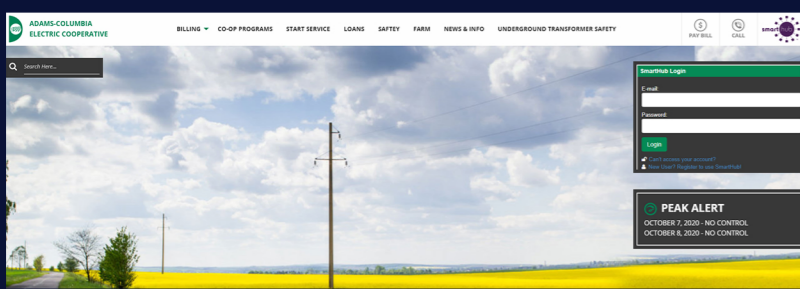 ADAMS-COLUMBIA
ELECTRIC COOPERATIVE
BILLING CO-OP PROGRAMS START SERVICE LOANS SAFTEY FARM NEWS & INFO UNDERGROUND TRANSFORMER SAFETY
PAY BILL
CALL
smarthub
Search Here...
SmartHub Login
E-mail:
Password:
Login
Can't access your account?
New User? Register to use SmartHub!
PEAK ALERT
OCTOBER 7, 2020 - NO CONTROL
OCTOBER 8, 2020 - NO CONTROL